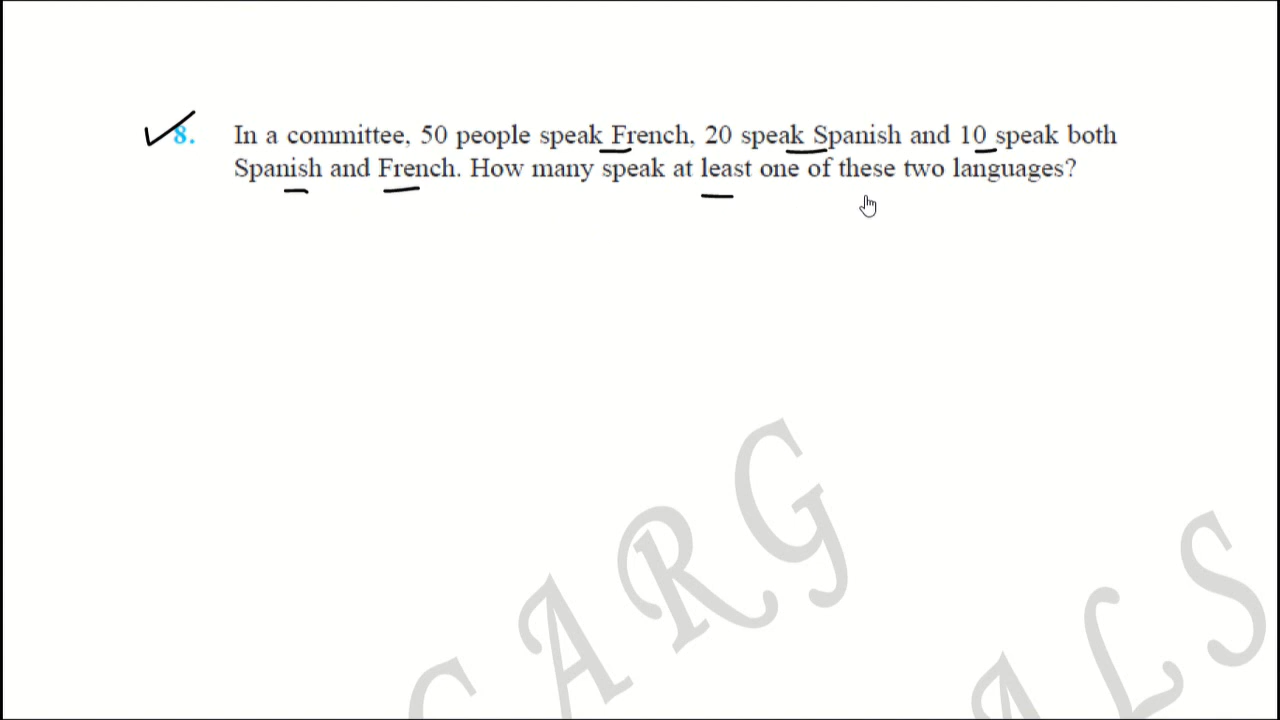 8. In a committee, 50 people speak French, 20 speak Spanish and 10 speak both
Spanish and French. How many speak at least one of these two languages?
GARG